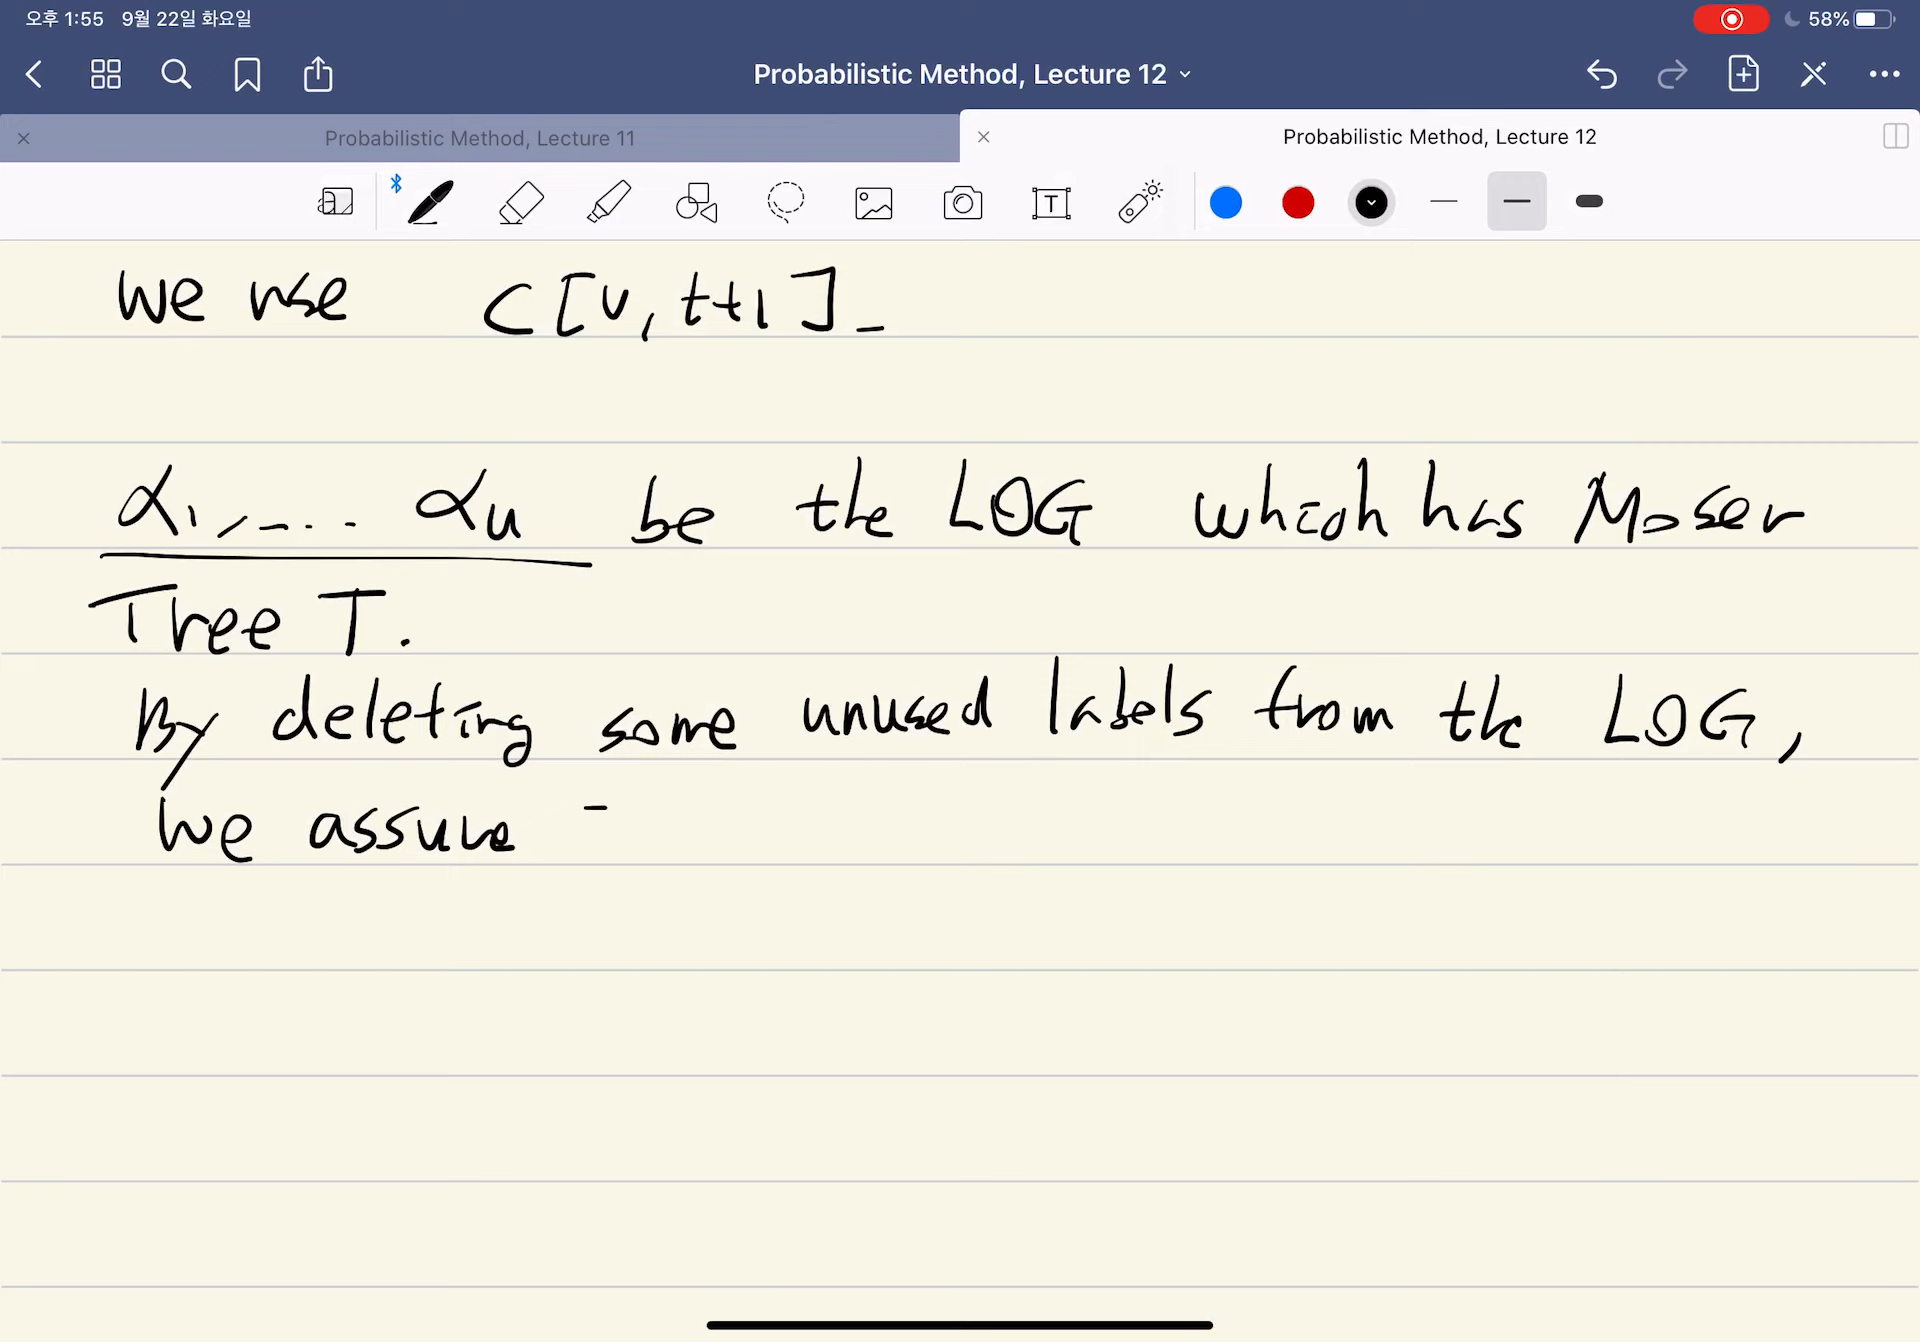 오후 1:55 9월 22일 화요일
58%
Probabilistic Method, Lecture 12
Probabilistic Method, Lecture 11
Probabilistic Method, Lecture 12
a
T
We use C[v, t+1].
α1, ... αu be the LOG which has Moser
Tree T.
By deleting some unused labels from the LOG,
we assume